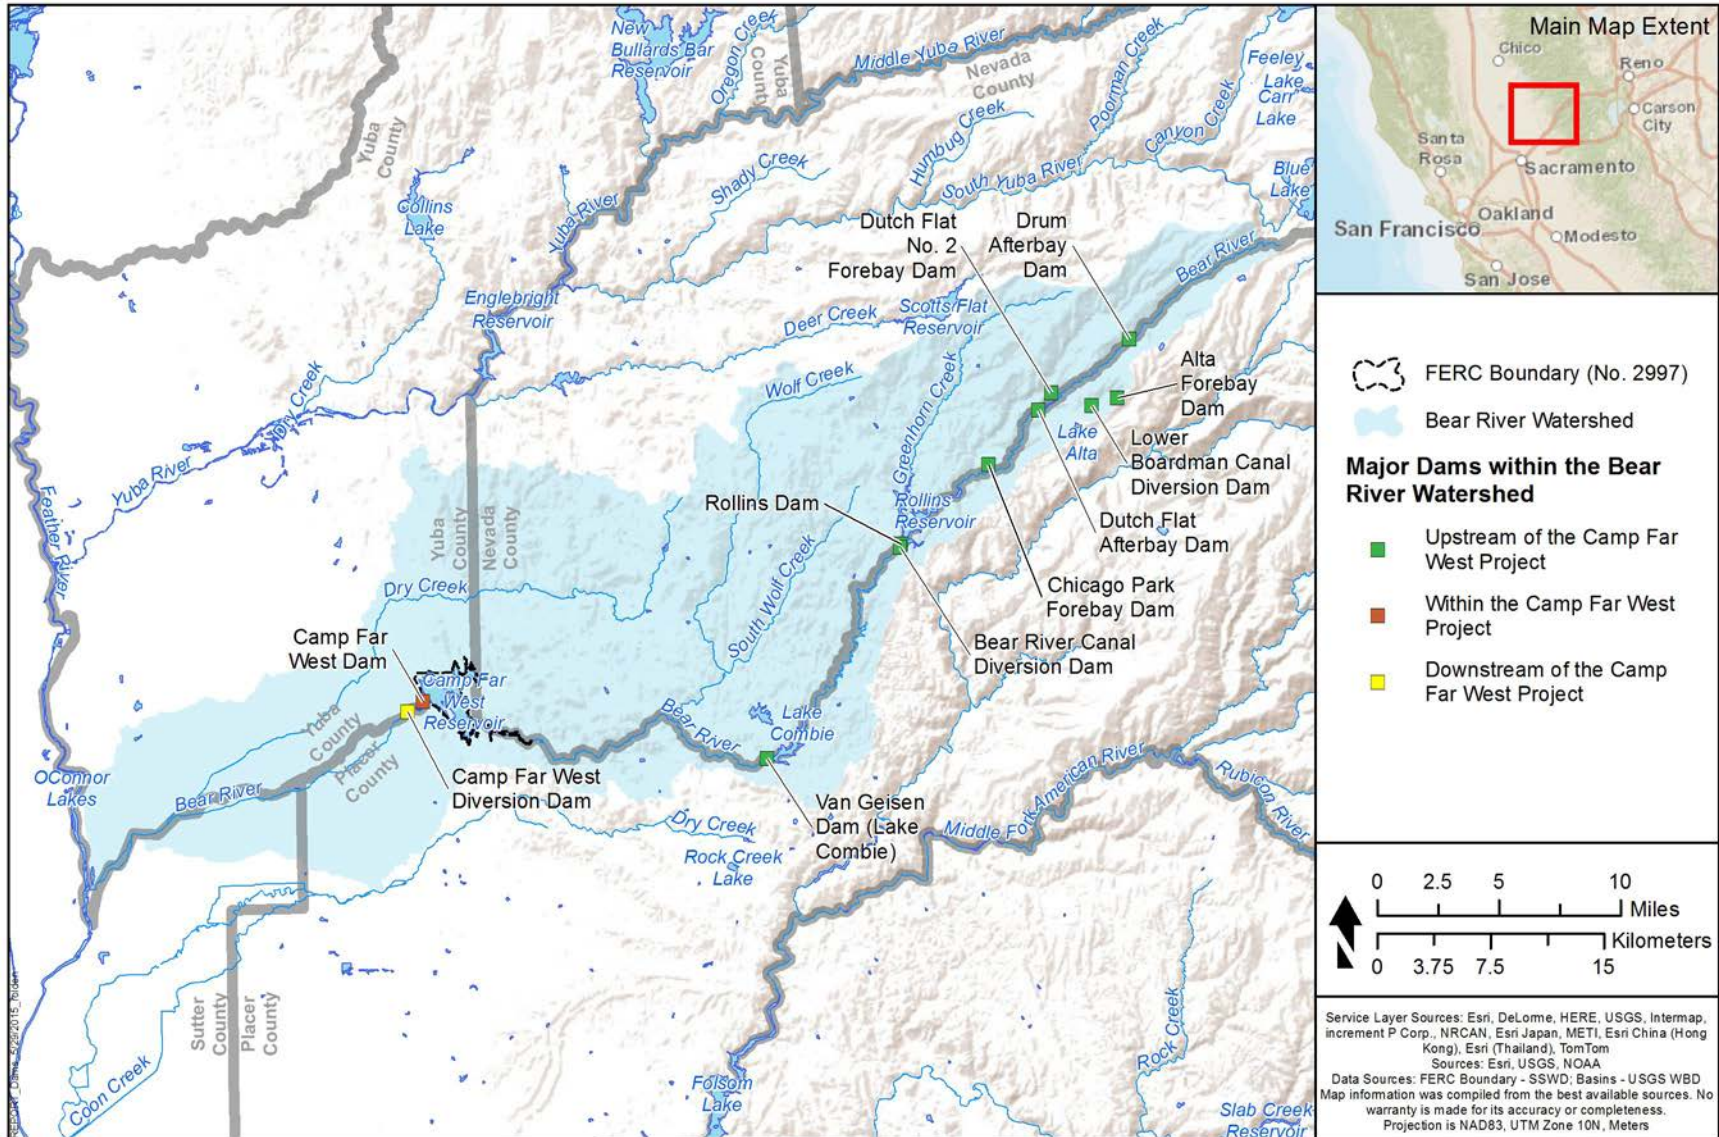 New
Bullards Bar
Reservoir
Oregon Creek
Yuba
County
Middle Yuba River
Nevada
County
Poorman Creek
Feeley
Lake
Carr
Lake
Canyon Creek
Humbug Creek
Yuba
County
Shady Creek
South Yuba River
Blue
Lake
Collins
Lake
Yuba River
Dutch Flat
No. 2
Forebay Dam
Drum
Afterbay
Dam
Bear River
Englebright
Reservoir
Scotts Flat
Reservoir
Deer Creek
Alta
Forebay
Dam
Wolf Creek
Greenhorn Creek
Dry Creek
Lake
Alta
Lower
Boardman Canal
Diversion Dam
Yuba River
Feather River
Rollins Dam
Rollins
Reservoir
Dutch Flat
Afterbay Dam
Yuba
County
Nevada
County
South Wolf Creek
Chicago Park
Forebay Dam
Dry Creek
Bear River Canal
Diversion Dam
Camp Far
West Dam
Camp Far
West
Reservoir
Yuba
County
Placer
County
Bear River
Lake
Combie
OConnor
Lakes
Bear River
Camp Far West
Diversion Dam
Van Geisen
Dam (Lake
Combie)
Dry Creek
Rock Creek
Lake
Middle Fork American River
Rubicon River
Sutter
County
Placer
County
Coon Creek
Rock Creek
Folsom
Lake
Slab Creek
Reservoir
Main Map Extent
Chico
Reno
Carson
City
Santa
Rosa
Sacramento
San Francisco
Oakland
Modesto
San Jose
FERC Boundary (No. 2997)
Bear River Watershed
Major Dams within the Bear
River Watershed
Upstream of the Camp Far
West Project
Within the Camp Far West
Project
Downstream of the Camp
Far West Project
0 2.5 5 10
Miles
Kilometers
0 3.75 7.5 15
N
Service Layer Sources: Esri, DeLorme, HERE, USGS, Intermap,
increment P Corp., NRCAN, Esri Japan, METI, Esri China (Hong
Kong), Esri (Thailand), TomTom
Sources: Esri, USGS, NOAA
Data Sources: FERC Boundary - SSWD; Basins - USGS WBD
Map information was compiled from the best available sources. No
warranty is made for its accuracy or completeness.
Projection is NAD83, UTM Zone 10N, Meters